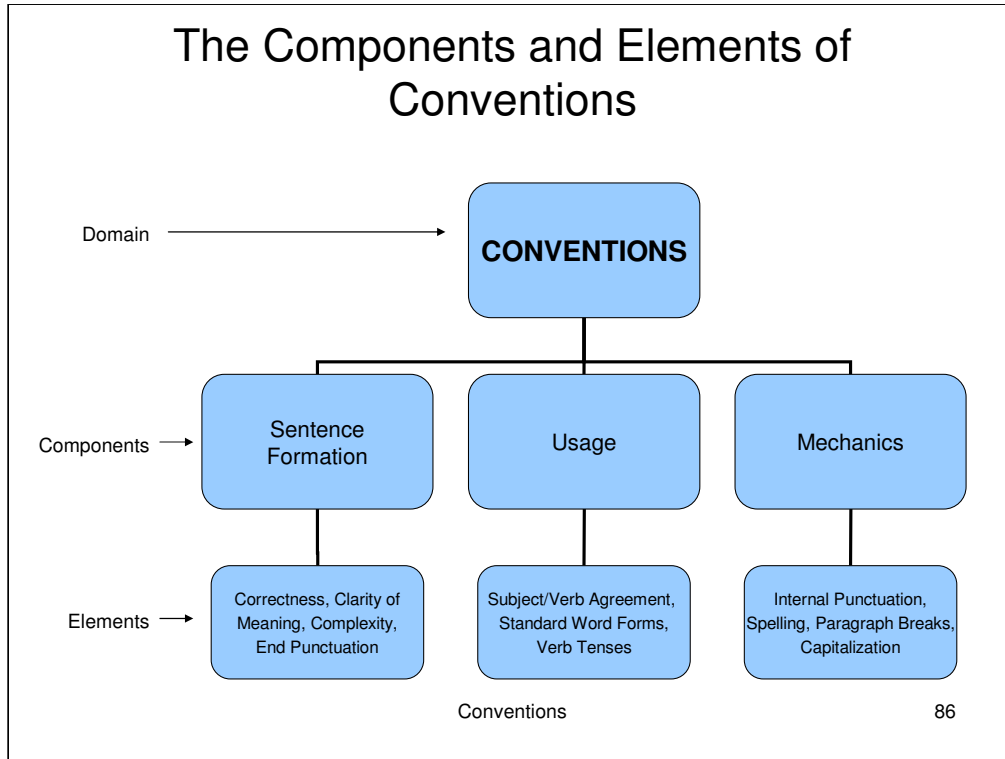 The Components and Elements of
Conventions
Domain
CONVENTIONS
Components
Sentence
Formation
Usage
Mechanics
Elements
Correctness, Clarity of
Meaning, Complexity,
End Punctuation
Subject/Verb Agreement,
Standard Word Forms,
Verb Tenses
Internal Punctuation,
Spelling, Paragraph Breaks,
Capitalization
Conventions
86